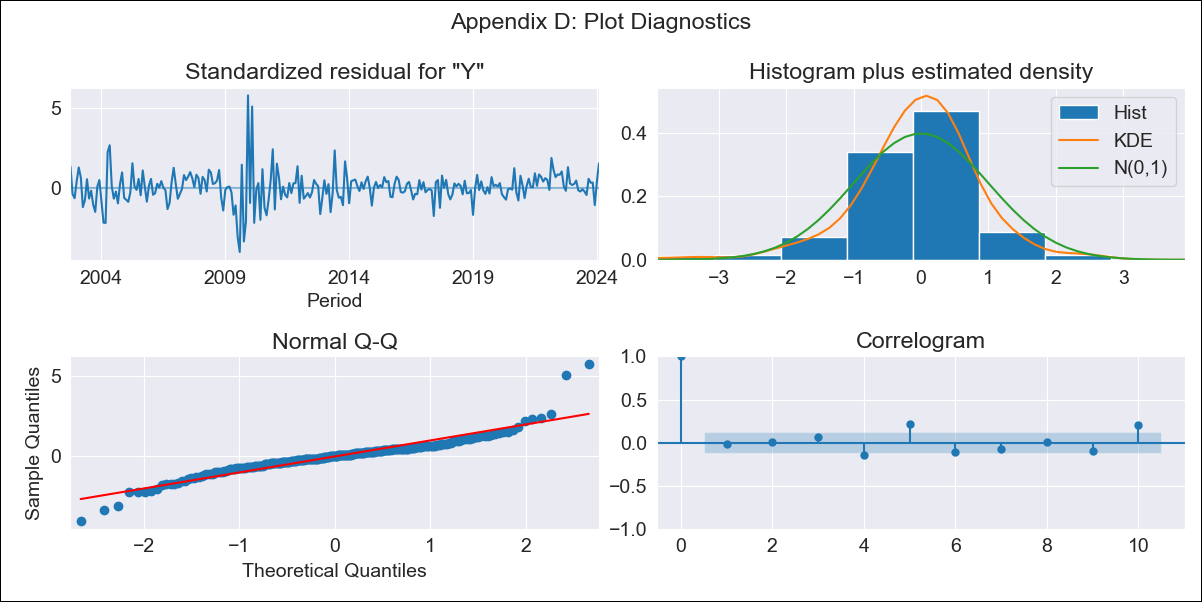 Appendix D: Plot Diagnostics
Standardized residual for "Y"
5
0
2004 2009 2014 2019 2024
Period
Histogram plus estimated density
0.4
0.2
0.0
−3 −2 −1 0 1 2 3
Hist
KDE
N(0,1)
Normal Q-Q
Sample Quantiles
5
0
−2 −1 0 1 2
Theoretical Quantiles
Correlogram
1.0
0.5
0.0
−0.5
−1.0
0 2 4 6 8 10